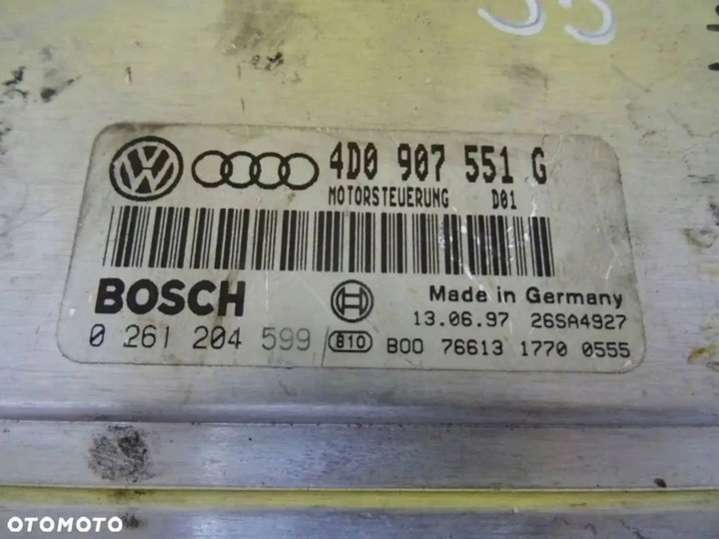 4D0 907 551 G
MOTORSTEUERUNG D01
BOSCH
Made in Germany
13.06.97 26SA4927
0 261 204 599 810 B00 76613 1770 0555
OTOMOTO